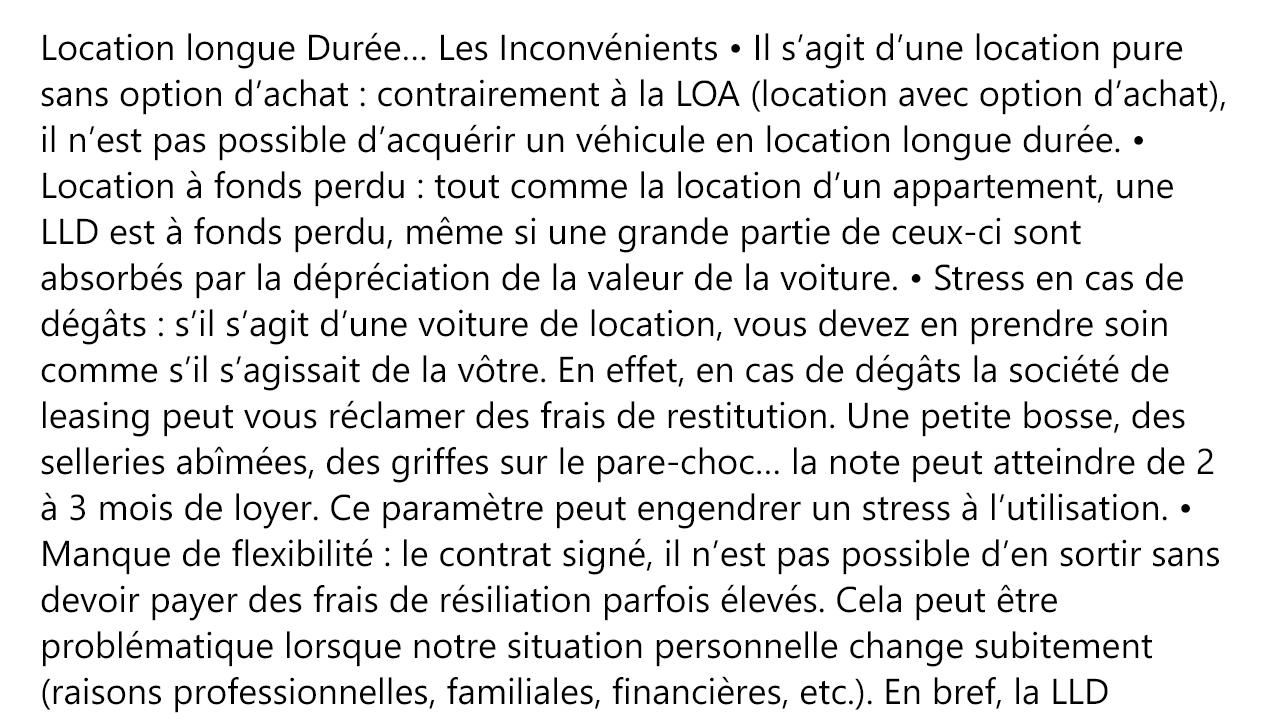 Location longue Durée… Les Inconvénients • Il s’agit d’une location pure
sans option d’achat : contrairement à la LOA (location avec option d’achat),
il n’est pas possible d’acquérir un véhicule en location longue durée. •
Location à fonds perdu : tout comme la location d’un appartement, une
LLD est à fonds perdu, même si une grande partie de ceux-ci sont
absorbés par la dépréciation de la valeur de la voiture. • Stress en cas de
dégâts : s’il s’agit d’une voiture de location, vous devez en prendre soin
comme s’il s’agissait de la vôtre. En effet, en cas de dégâts la société de
leasing peut vous réclamer des frais de restitution. Une petite bosse, des
selleries abîmées, des griffes sur le pare-choc… la note peut atteindre de 2
à 3 mois de loyer. Ce paramètre peut engendrer un stress à l’utilisation. •
Manque de flexibilité : le contrat signé, il n’est pas possible d’en sortir sans
devoir payer des frais de résiliation parfois élevés. Cela peut être
problématique lorsque notre situation personnelle change subitement
(raisons professionnelles, familiales, financières, etc.). En bref, la LLD